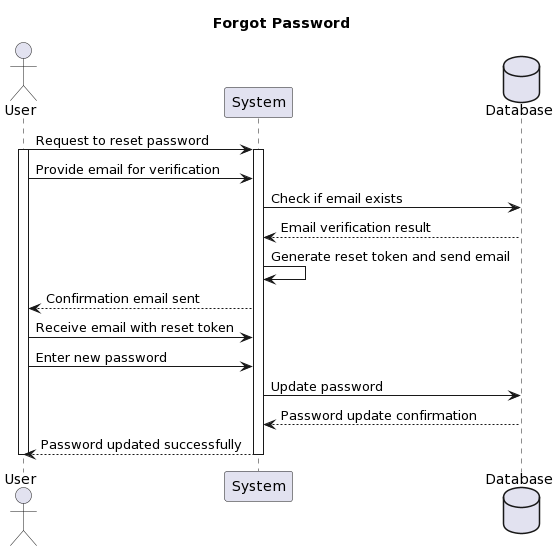 Forgot Password
User
System
Database
Request to reset password
Provide email for verification
Check if email exists
Email verification result
Generate reset token and send email
Confirmation email sent
Receive email with reset token
Enter new password
Update password
Password update confirmation
Password updated successfully
User
System
Database